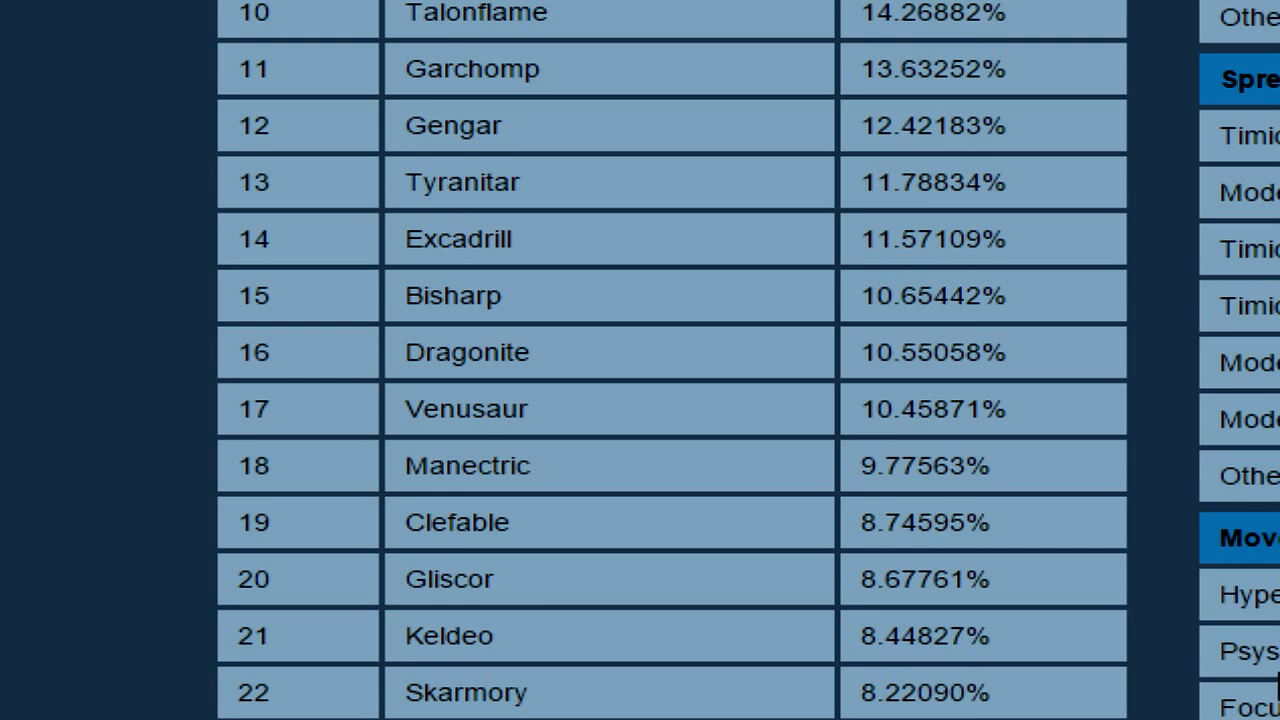 10 Talonflame 14.26882%
11 Garchomp 13.63252%
12 Gengar 12.42183%
13 Tyranitar 11.78834%
14 Excadrill 11.57109%
15 Bisharp 10.65442%
16 Dragonite 10.55058%
17 Venusaur 10.45871%
18 Manectric 9.77563%
19 Clefable 8.74595%
20 Gliscor 8.67761%
21 Keldeo 8.44827%
22 Skarmory 8.22090%
Othe
Spre
Timi
Mod
Timi
Timi
Mod
Mod
Othe
Mov
Hype
Psys
Focu